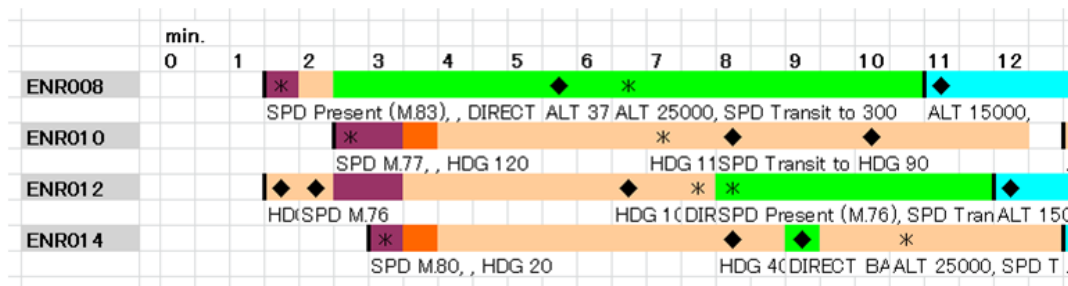 min.
0 1 2 3 4 5 6 7 8 9 10 11 12
ENR008
SPD Present (M.83), , DIRECT ALT 37 ALT 25000, SPD Transit to 300 ALT 15000,
ENR010
SPD M.77, , HDG 120 HDG 11 SPD Transit to HDG 90
ENR012
HD( SPD M.76 HDG 1( DIR SPD Present (M.76), SPD Tran ALT 150
ENR014
SPD M.80, , HDG 20 HDG 4( DIRECT BA ALT 25000, SPD T